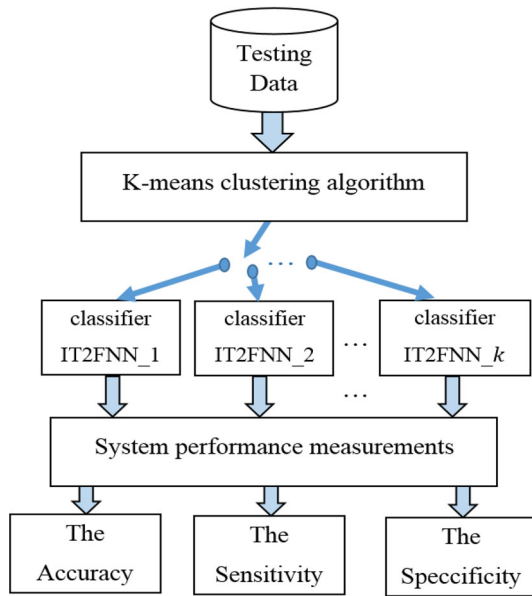 Testing
Data
K-means clustering algorithm
...
classifier
IT2FNN_1
classifier
IT2FNN_2
...
classifier
IT2FNN_k
...
System performance measurements
The
Accuracy
The
Sensitivity
The
Speccificity